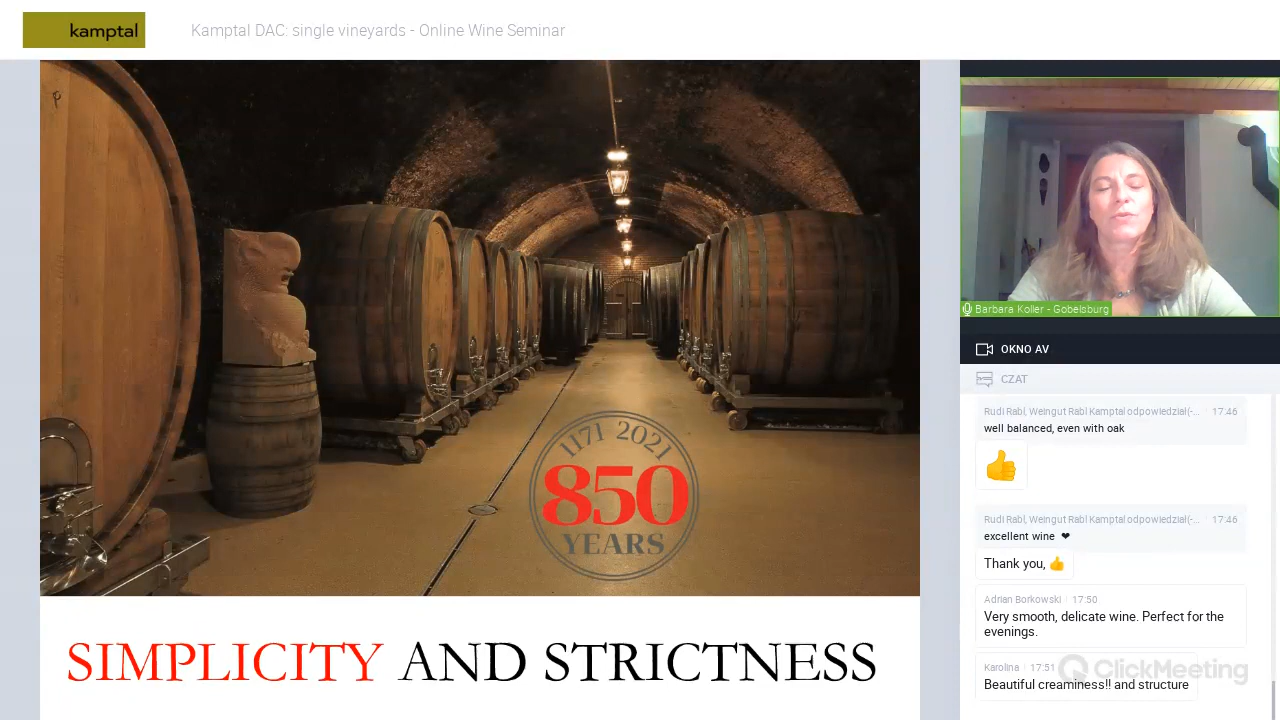 kamptal
Kamptal DAC: single vineyards - Online Wine Seminar
1171 2021
850
YEARS
SIMPLICITY AND STRICTNESS
Barbara Koller - Gobelsburg
OKNO AV
CZAT
Rudi Rabl, Weingut Rabl Kamptal odpowiedział(-... 17:46
well balanced, even with oak
Rudi Rabl, Weingut Rabl Kamptal odpowiedział(-... 17:46
excellent wine ❤
Thank you, 👍
Adrian Borkowski 17:50
Very smooth, delicate wine. Perfect for the
evenings.
Karolina 17:51
Beautiful creaminess!! and structure
ClickMeeting